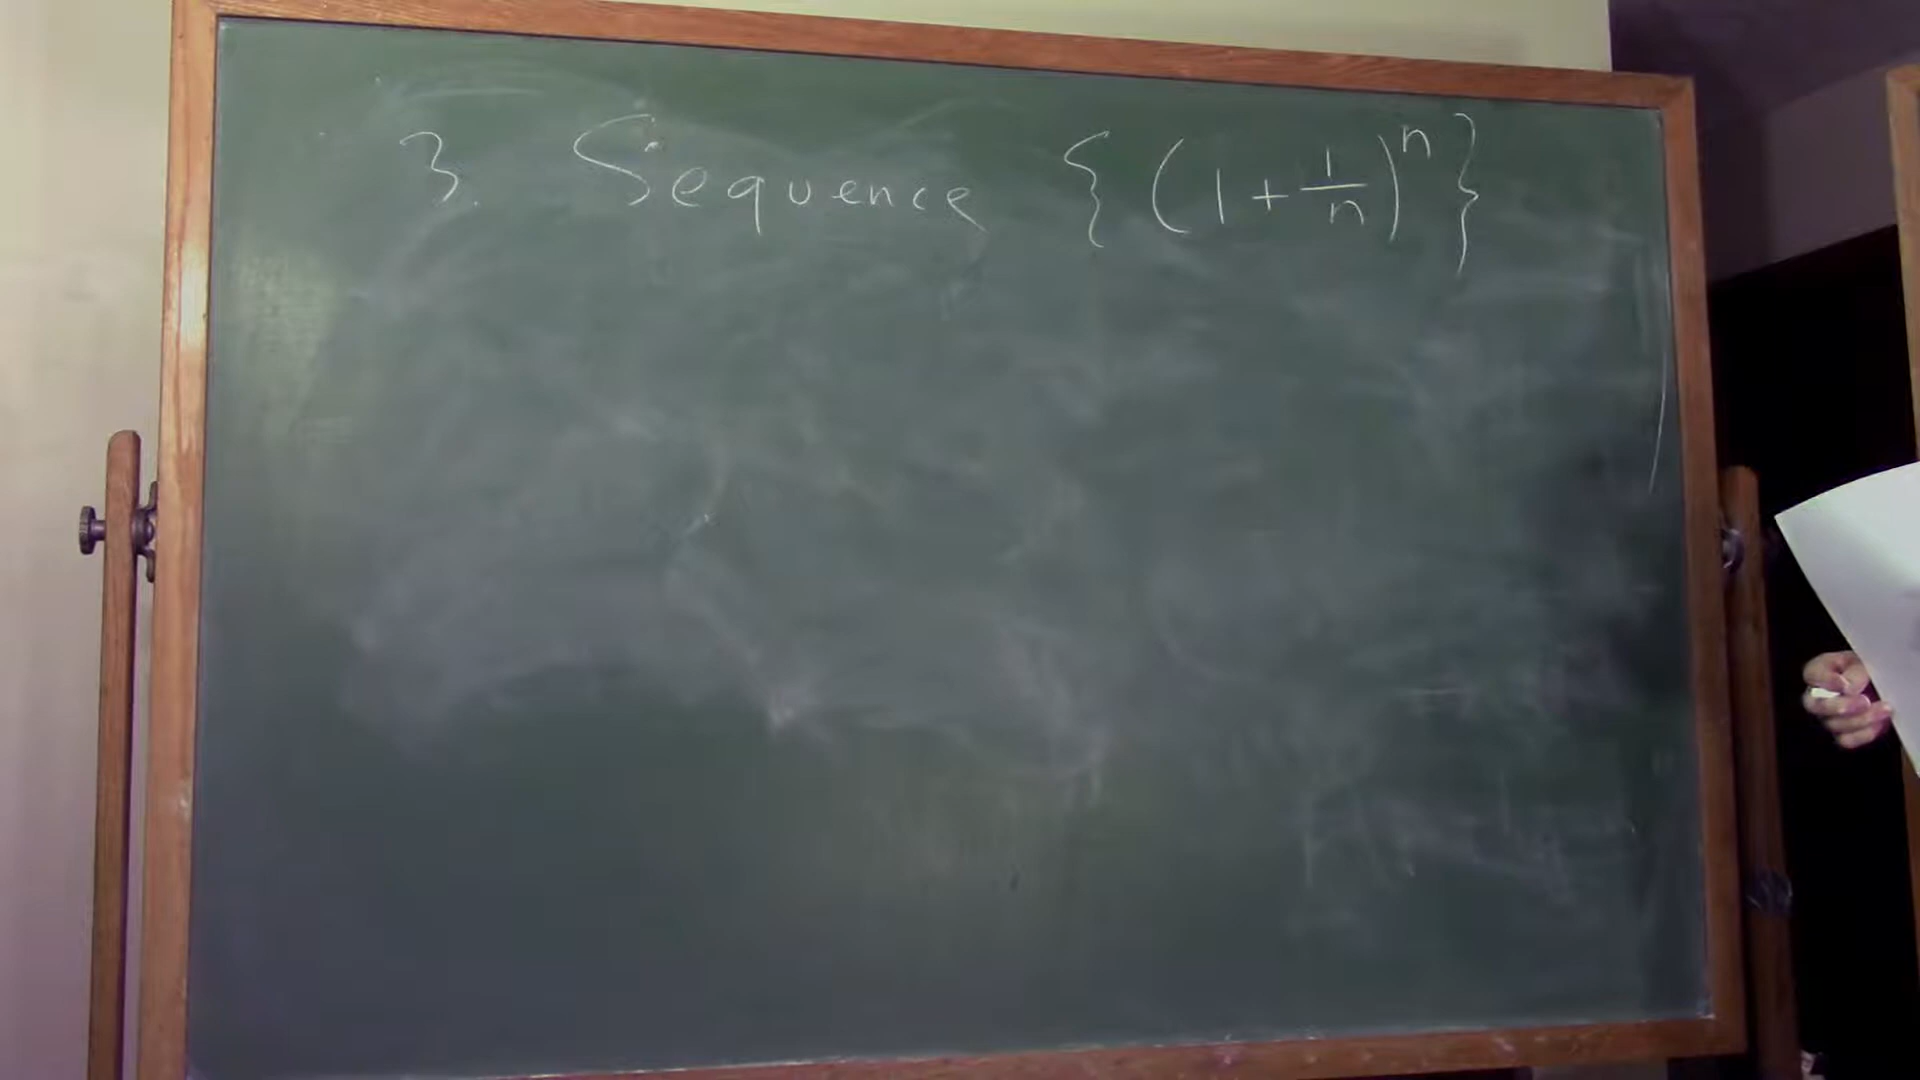 3. Sequence { (1 + 1/n)^n }